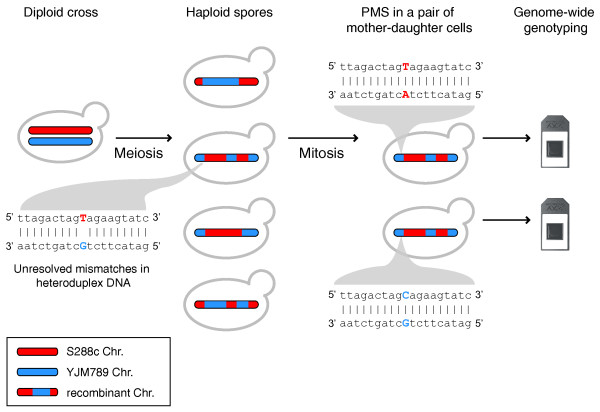 Diploid cross
Haploid spores
PMS in a pair of
mother-daughter cells
Genome-wide
genotyping
5' ttagactagTagaagtatc 3'
3' aatctgatcAtcttcatag 5'
Meiosis
Mitosis
5' ttagactagTagaagtatc 3'
3' aatctgatcGtcttcatag 5'
Unresolved mismatches in
heteroduplex DNA
5' ttagactagCagaagtatc 3'
3' aatctgatcGtcttcatag 5'
S288c Chr.
YJM789 Chr.
recombinant Chr.